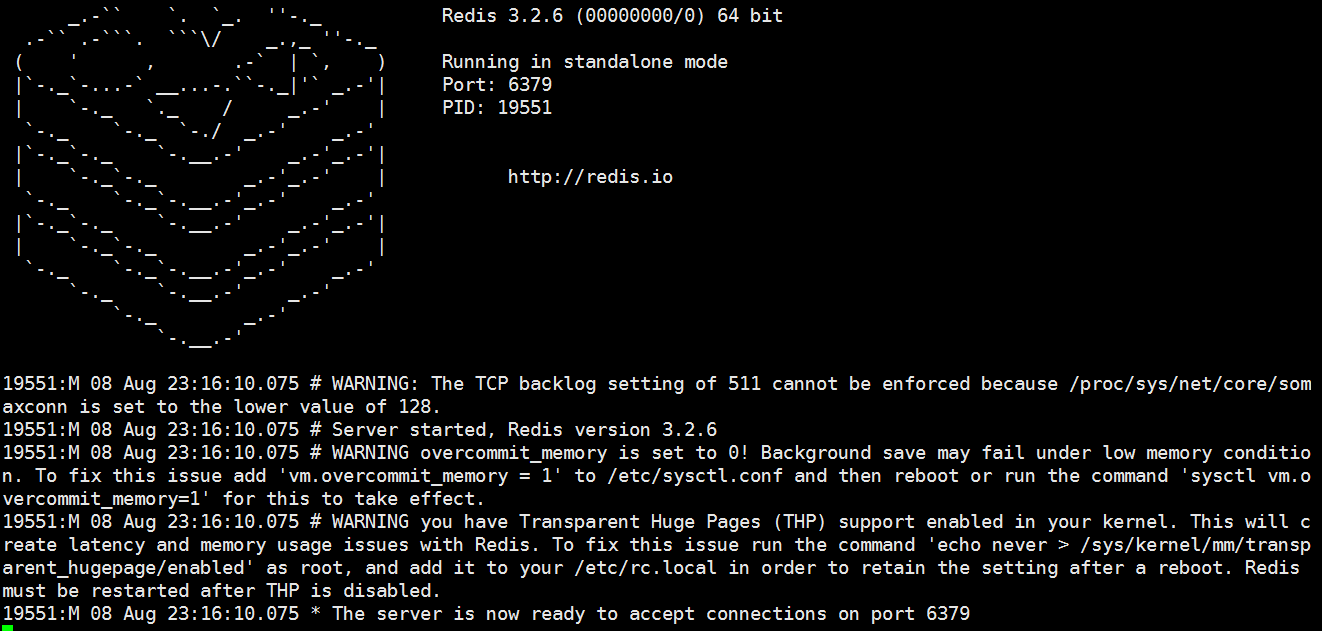 Redis 3.2.6 (00000000/0) 64 bit
Running in standalone mode
Port: 6379
PID: 19551
http://redis.io
19551:M 08 Aug 23:16:10.075 # WARNING: The TCP backlog setting of 511 cannot be enforced because /proc/sys/net/core/som
axconn is set to the lower value of 128.
19551:M 08 Aug 23:16:10.075 # Server started, Redis version 3.2.6
19551:M 08 Aug 23:16:10.075 # WARNING overcommit_memory is set to 0! Background save may fail under low memory conditio
n. To fix this issue add 'vm.overcommit_memory = 1' to /etc/sysctl.conf and then reboot or run the command 'sysctl vm.o
vercommit_memory=1' for this to take effect.
19551:M 08 Aug 23:16:10.075 # WARNING you have Transparent Huge Pages (THP) support enabled in your kernel. This will c
reate latency and memory usage issues with Redis. To fix this issue run the command 'echo never > /sys/kernel/mm/transp
arent_hugepage/enabled' as root, and add it to your /etc/rc.local in order to retain the setting after a reboot. Redis
must be restarted after THP is disabled.
19551:M 08 Aug 23:16:10.075 * The server is now ready to accept connections on port 6379